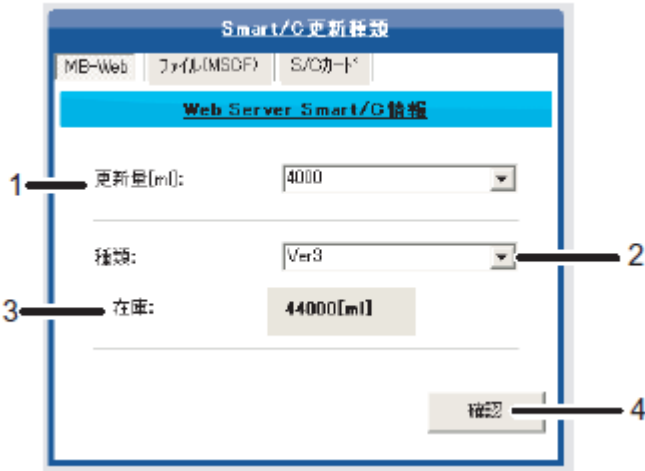 Smart/C更新種類
MB-Web ファイル(MSCF) S/Cカード
Web Server Smart/C情報
1 更新量[ml]: 4000
種類: Ver3 2
3 在庫: 44000[ml]
確認 4